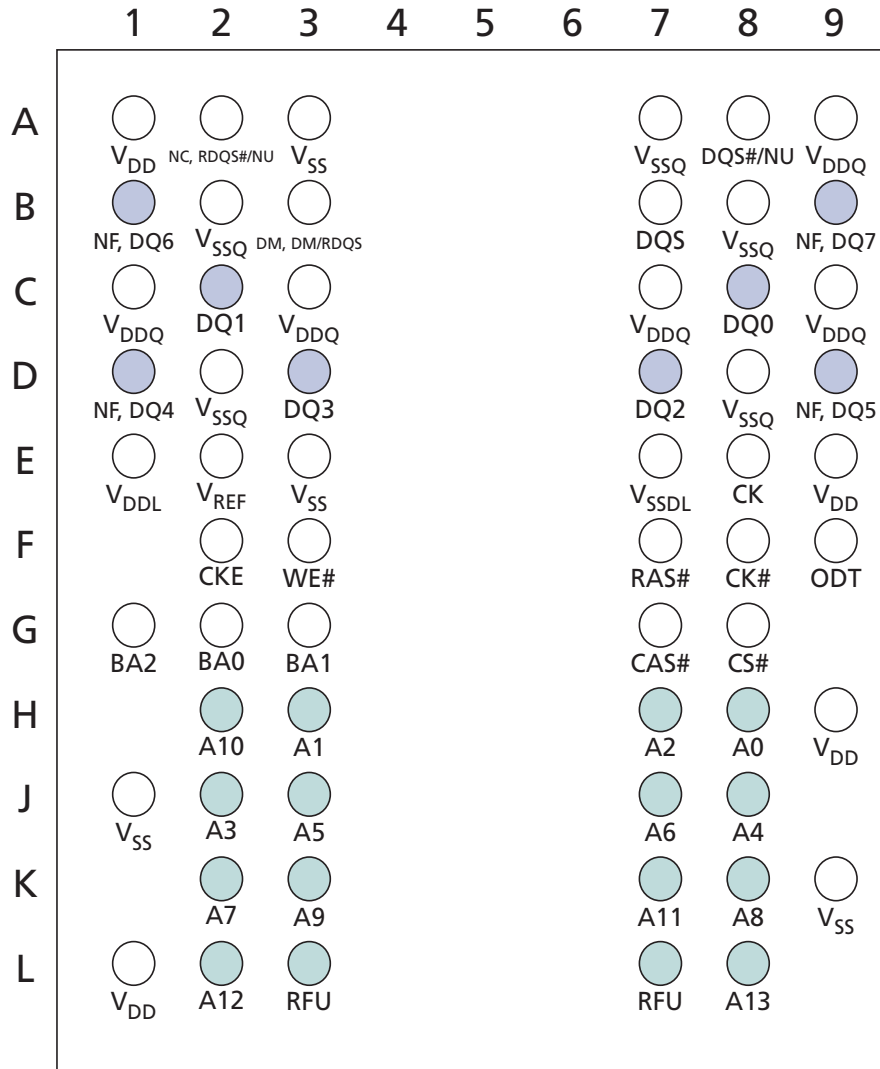 1 2 3 4 5 6 7 8 9
A
VDD NC, RDQS#/NU VSS VSSQ DQS#/NU VDDQ
B
NF, DQ6 VSSQ DM, DM/RDQS DQS VSSQ NF, DQ7
C
VDDQ DQ1 VDDQ VDDQ DQ0 VDDQ
D
NF, DQ4 VSSQ DQ3 DQ2 VSSQ NF, DQ5
E
VDDL VREF VSS VSSDL CK VDD
F
CKE WE# RAS# CK# ODT
G
BA2 BA0 BA1 CAS# CS#
H
A10 A1 A2 A0 VDD
J
VSS A3 A5 A6 A4
K
A7 A9 A11 A8 VSS
L
VDD A12 RFU RFU A13